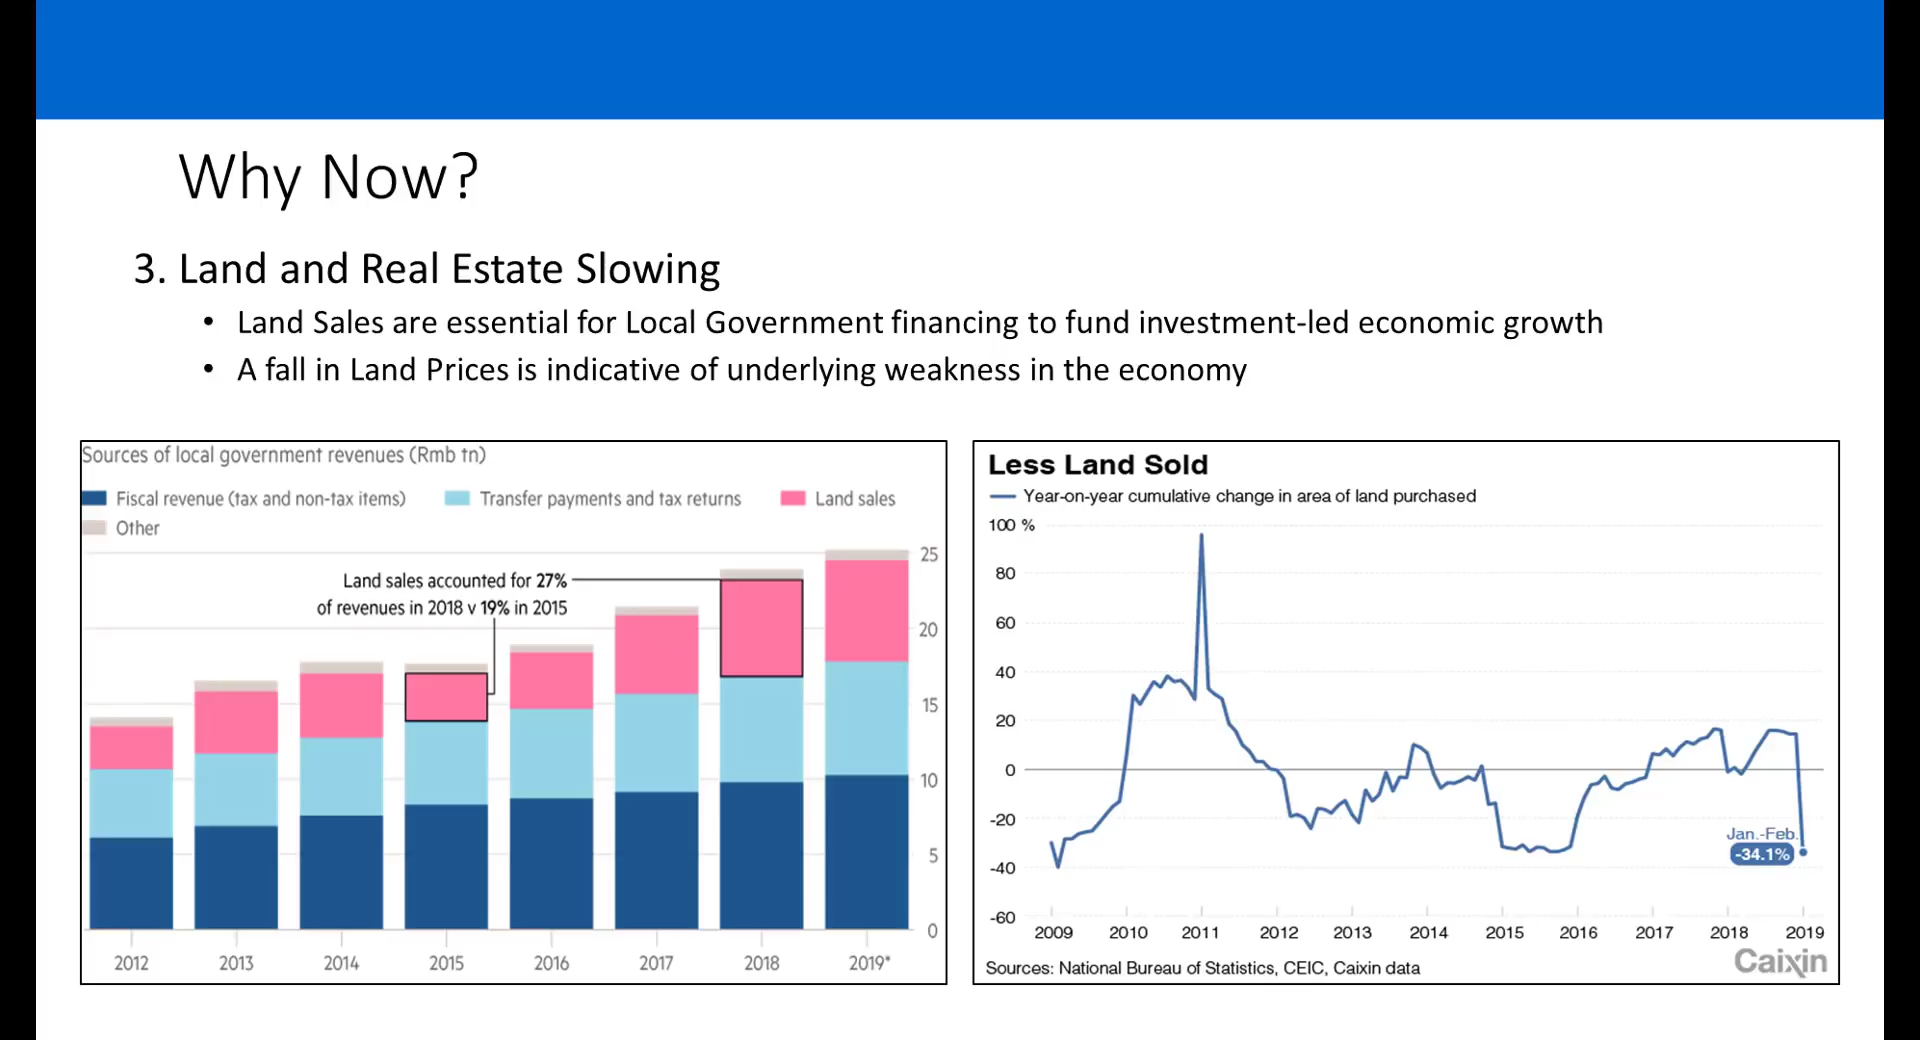 Why Now?
3. Land and Real Estate Slowing
• Land Sales are essential for Local Government financing to fund investment-led economic growth
• A fall in Land Prices is indicative of underlying weakness in the economy
Sources of local government revenues (Rmb tn)
Fiscal revenue (tax and non-tax items) Transfer payments and tax returns Land sales
Other
25
Land sales accounted for 27%
of revenues in 2018 v 19% in 2015
20
15
10
5
0
2012 2013 2014 2015 2016 2017 2018 2019*
Less Land Sold
Year-on-year cumulative change in area of land purchased
100 %
80
60
40
20
0
-20
Jan.-Feb.
-34.1%
-40
-60
2009 2010 2011 2012 2013 2014 2015 2016 2017 2018 2019
Sources: National Bureau of Statistics, CEIC, Caixin data
Caixin